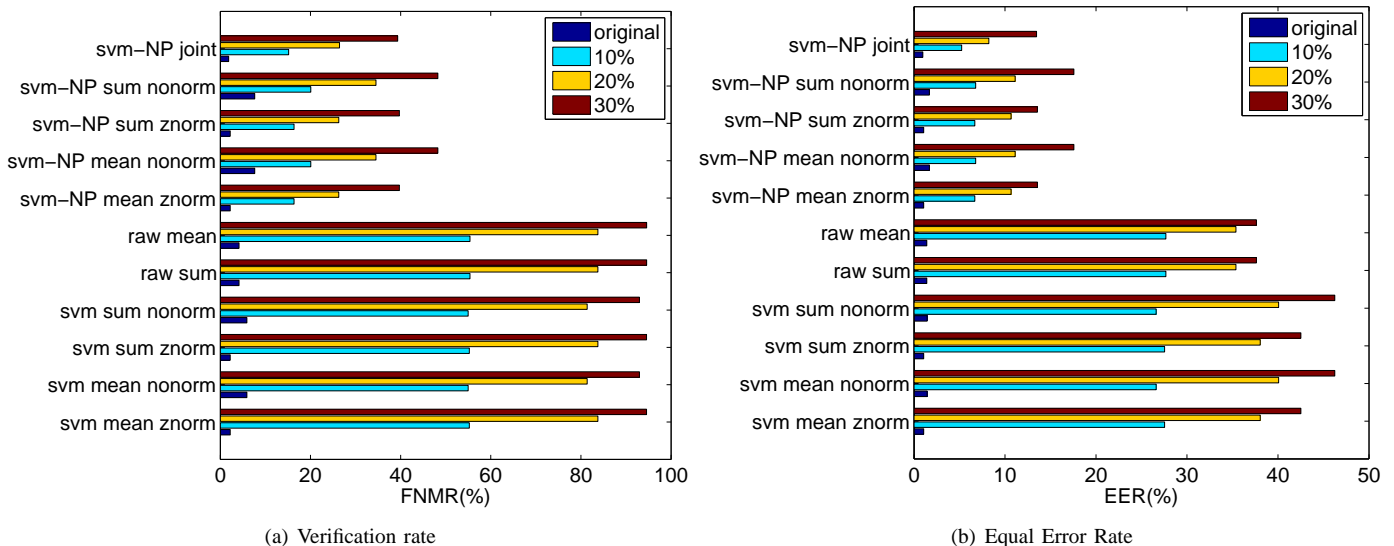 svm−NP joint
svm−NP sum nonorm
svm−NP sum znorm
svm−NP mean nonorm
svm−NP mean znorm
raw mean
raw sum
svm sum nonorm
svm sum znorm
svm mean nonorm
svm mean znorm
original
10%
20%
30%
0 20 40 60 80 100
FNMR(%)
(a) Verification rate
svm−NP joint
svm−NP sum nonorm
svm−NP sum znorm
svm−NP mean nonorm
svm−NP mean znorm
raw mean
raw sum
svm sum nonorm
svm sum znorm
svm mean nonorm
svm mean znorm
original
10%
20%
30%
0 10 20 30 40 50
EER(%)
(b) Equal Error Rate